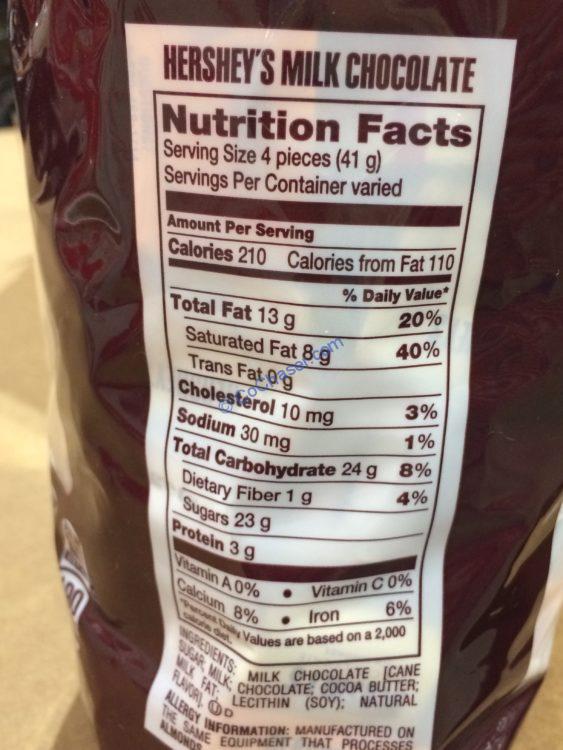 HERSHEY'S MILK CHOCOLATE
Nutrition Facts
Serving Size 4 pieces (41 g)
Servings Per Container varied
Amount Per Serving
Calories 210 Calories from Fat 110
% Daily Value*
Total Fat 13 g 20%
Saturated Fat 8 g 40%
Trans Fat 0 g
Cholesterol 10 mg 3%
Sodium 30 mg 1%
Total Carbohydrate 24 g 8%
Dietary Fiber 1 g 4%
Sugars 23 g
Protein 3 g
Vitamin A 0% • Vitamin C 0%
Calcium 8% • Iron 6%
*Percent Daily Values are based on a 2,000
calorie diet.
INGREDIENTS: MILK CHOCOLATE [CANE
SUGAR; MILK; CHOCOLATE; COCOA BUTTER;
MILK FAT; LECITHIN (SOY); NATURAL
FLAVOR]. U D
ALLERGY INFORMATION: MANUFACTURED ON
THE SAME EQUIPMENT THAT PROCESSES
ALMONDS